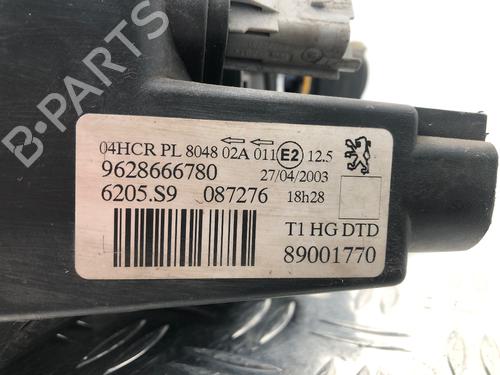 B-PARTS
04HCR PL 8048 02A 011 E2 12.5
9628666780 27/04/2003
6205.S9 087276 18h28
T1 HG DTD
89001770